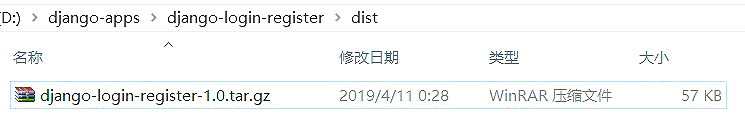 (D:) > django-apps > django-login-register > dist
名称 修改日期 类型 大小
django-login-register-1.0.tar.gz 2019/4/11 0:28 WinRAR 压缩文件 57 KB